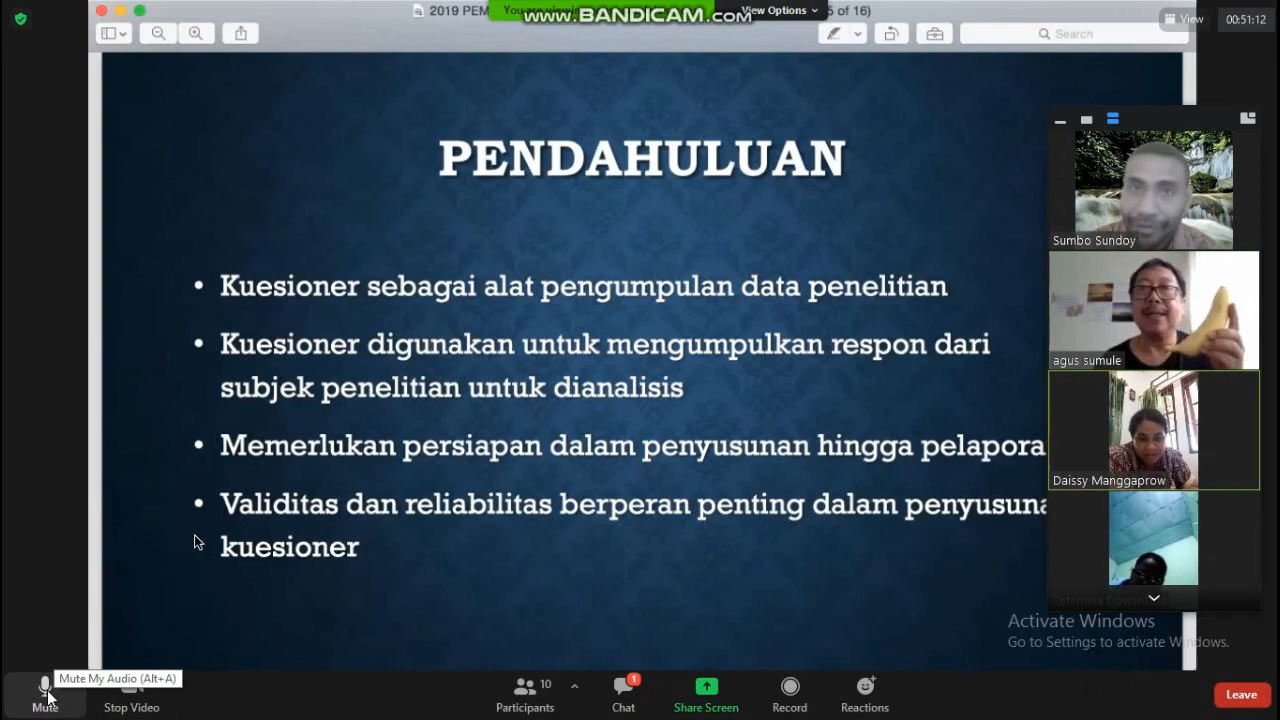 2019 PEM
You are viewing
WWW.BANDICAM.COM
View Options
of 16)
View
00:51:12
Search
PENDAHULUAN
• Kuesioner sebagai alat pengumpulan data penelitian
• Kuesioner digunakan untuk mengumpulkan respon dari
subjek penelitian untuk dianalisis
• Memerlukan persiapan dalam penyusunan hingga pelapora
• Validitas dan reliabilitas berperan penting dalam penyusuna
kuesioner
Sumbo Sundoy
agus sumule
Daissy Manggaprow
Activate Windows
Go to Settings to activate Windows.
Mute My Audio (Alt+A)
Mute
Stop Video
10
Participants
1
Chat
Share Screen
Record
Reactions
Leave